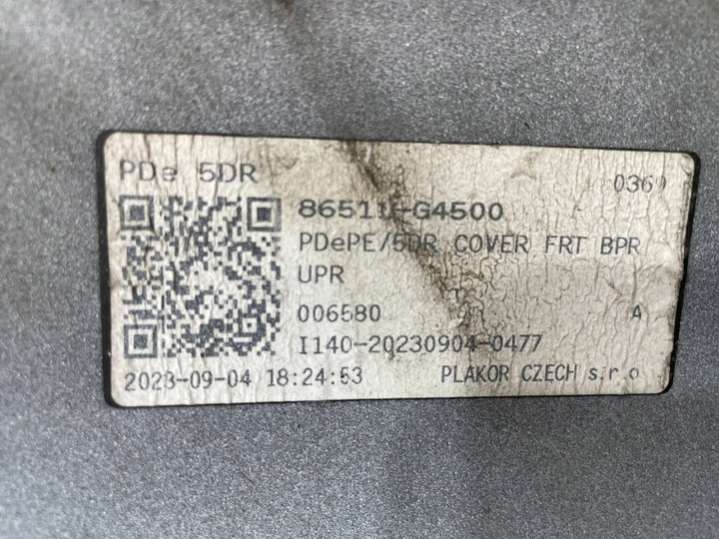 PDe 5DR
0360
86511-G4500
PDePE/5DR COVER FRT BPR
UPR
006580 A
I140-20230904-0477
2023-09-04 18:24:53 PLAKOR CZECH s.r.o